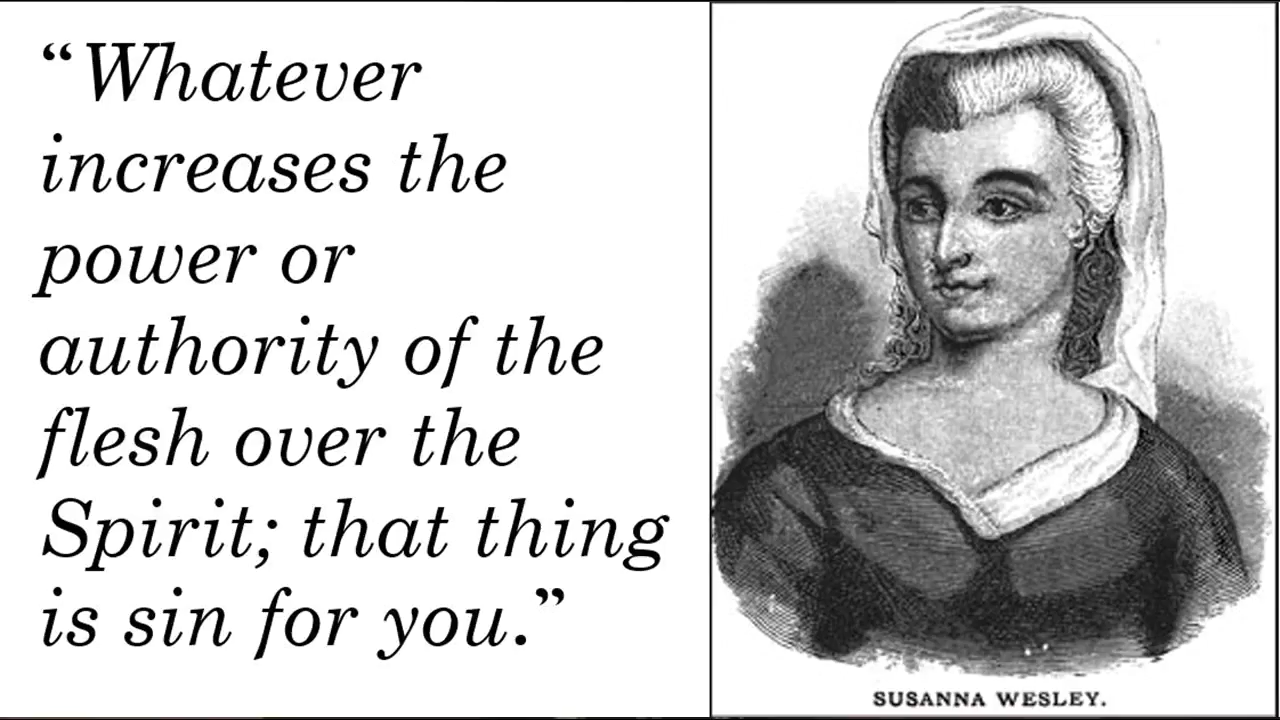 “Whatever
increases the
power or
authority of the
flesh over the
Spirit; that thing
is sin for you.”
SUSANNA WESLEY.